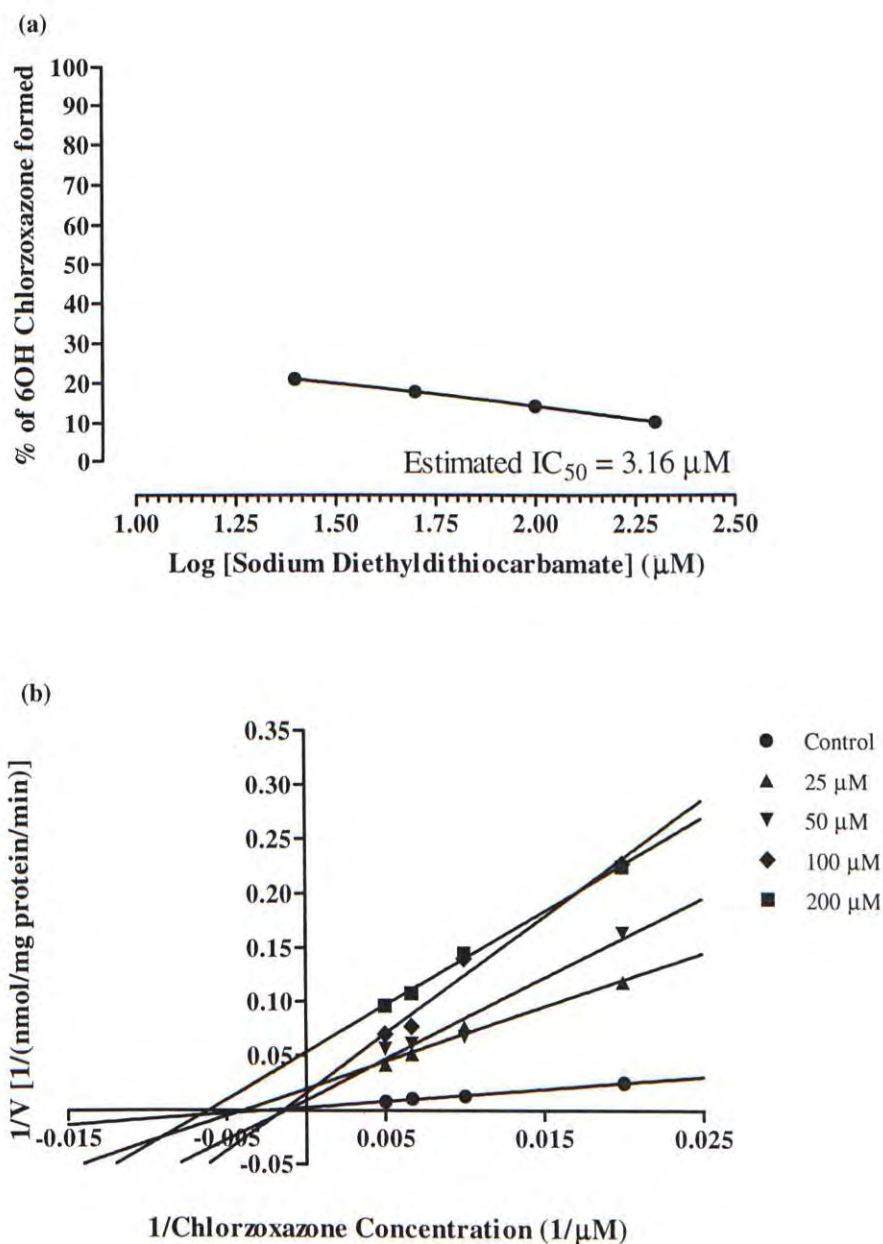 (a)
% of 6OH Chlorzoxazone formed
100
90
80
70
60
50
40
30
20
10
0
Estimated IC50 = 3.16 µM
1.00 1.25 1.50 1.75 2.00 2.25 2.50
Log [Sodium Diethyldithiocarbamate] (µM)
(b)
1/V [1/(nmol/mg protein/min)]
0.35
0.30
0.25
0.20
0.15
0.10
0.05
-0.05
-0.015 -0.005 0.005 0.015 0.025
1/Chlorzoxazone Concentration (1/µM)
Control
25 µM
50 µM
100 µM
200 µM